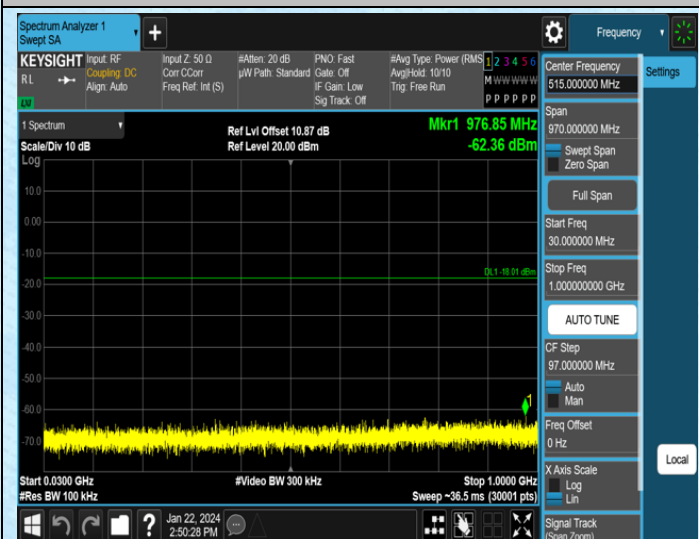 Spectrum Analyzer 1
Swept SA
+
Frequency
KEYSIGHT
RL
Input: RF
Coupling: DC
Align: Auto
Input Z: 50 Ω
Corr CCorr
Freq Ref: Int (S)
#Atten: 20 dB
µW Path: Standard
PNO: Fast
Gate: Off
IF Gain: Low
Sig Track: Off
#Avg Type: Power (RMS
Avg|Hold: 10/10
Trig: Free Run
1 2 3 4 5 6
M W W W W W
P P P P P P
Center Frequency
515.000000 MHz
Settings
Span
970.000000 MHz
Swept Span
Zero Span
Full Span
Start Freq
30.000000 MHz
Stop Freq
1.000000000 GHz
AUTO TUNE
CF Step
97.000000 MHz
Auto
Man
Freq Offset
0 Hz
X Axis Scale
Log
Lin
Local
Signal Track
(Span Zoom)
1 Spectrum
Scale/Div 10 dB
Log
Ref Lvl Offset 10.87 dB
Ref Level 20.00 dBm
Mkr1 976.85 MHz
-62.36 dBm
10.0
0.00
-10.0
DL1 -18.01 dBm
-20.0
-30.0
-40.0
-50.0
-60.0
1
-70.0
Start 0.0300 GHz
#Res BW 100 kHz
#Video BW 300 kHz
Stop 1.0000 GHz
Sweep ~36.5 ms (30001 pts)
?
Jan 22, 2024
2:50:28 PM